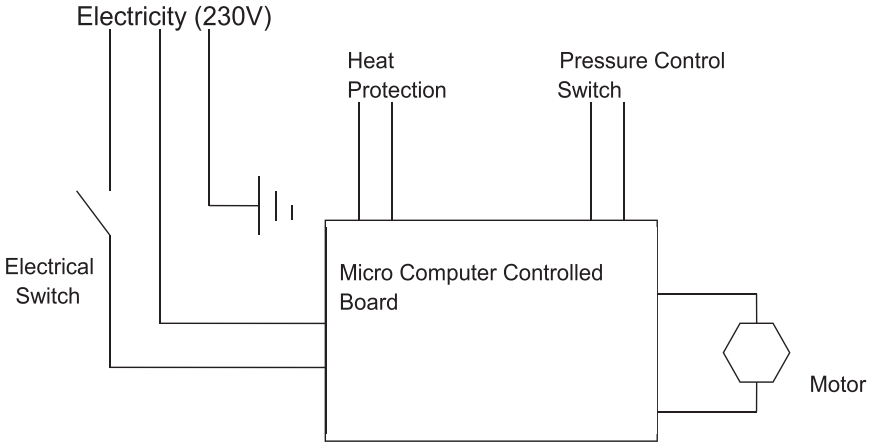 Electricity (230V)
Heat
Protection
Pressure Control
Switch
Electrical
Switch
Micro Computer Controlled
Board
Motor